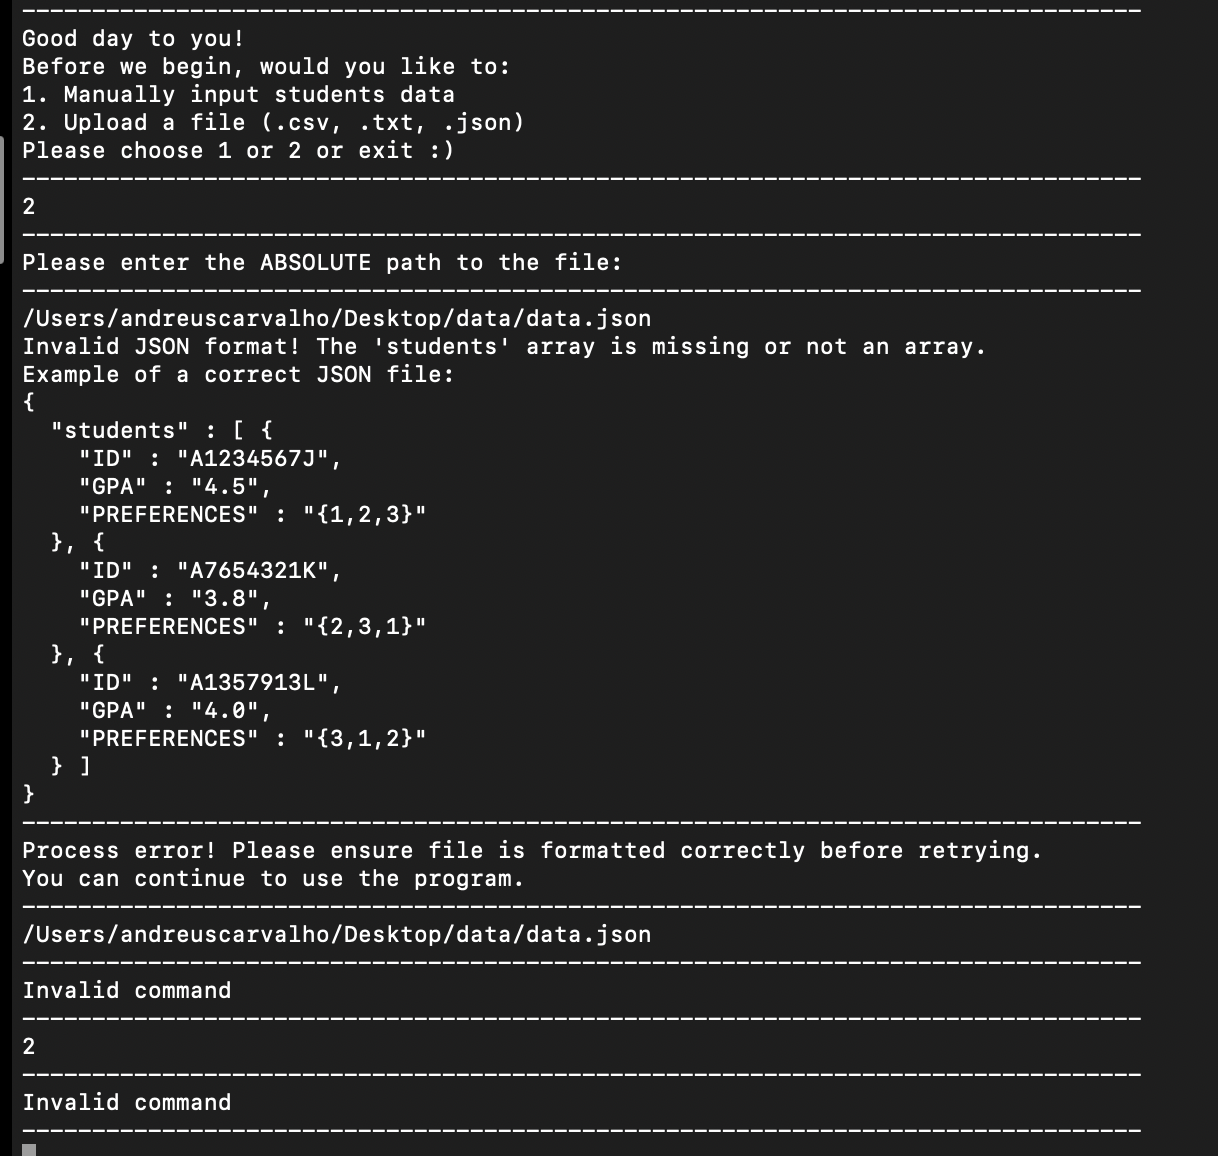 Good day to you!
Before we begin, would you like to:
1. Manually input students data
2. Upload a file (.csv, .txt, .json)
Please choose 1 or 2 or exit :)
2
Please enter the ABSOLUTE path to the file:
/Users/andreuscarvalho/Desktop/data/data.json
Invalid JSON format! The 'students' array is missing or not an array.
Example of a correct JSON file:
{
  "students" : [ {
    "ID" : "A1234567J",
    "GPA" : "4.5",
    "PREFERENCES" : "{1,2,3}"
  }, {
    "ID" : "A7654321K",
    "GPA" : "3.8",
    "PREFERENCES" : "{2,3,1}"
  }, {
    "ID" : "A1357913L",
    "GPA" : "4.0",
    "PREFERENCES" : "{3,1,2}"
  } ]
}
Process error! Please ensure file is formatted correctly before retrying.
You can continue to use the program.
/Users/andreuscarvalho/Desktop/data/data.json
Invalid command
2
Invalid command